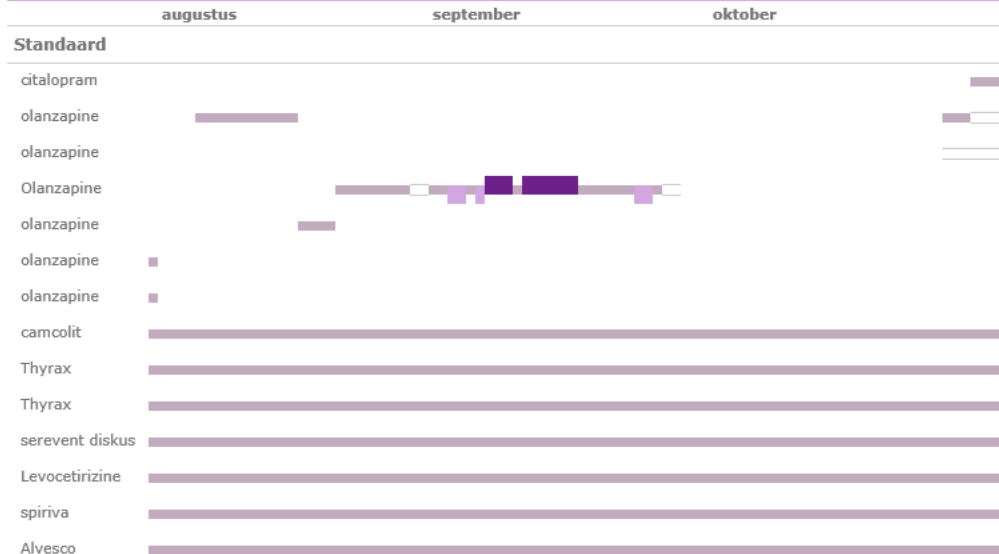 augustus september oktober
Standaard
citalopram
olanzapine
olanzapine
Olanzapine
olanzapine
olanzapine
olanzapine
camcolit
Thyrax
Thyrax
serevent diskus
Levocetirizine
spiriva
Alvesco